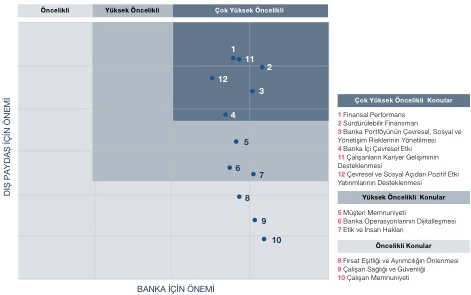 Öncelikli
Yüksek Öncelikli
Çok Yüksek Öncelikli
DIŞ PAYDAŞ İÇİN ÖNEMİ
1
11
2
12
3
4
5
6
7
8
9
10
BANKA İÇİN ÖNEMİ
Çok Yüksek Öncelikli Konular
1 Finansal Performans
2 Sürdürülebilir Finansman
3 Banka Portföyünün Çevresel, Sosyal ve
Yönetişim Risklerinin Yönetilmesi
4 Banka İçi Çevresel Etki
11 Çalışanların Kariyer Gelişiminin
Desteklenmesi
12 Çevresel ve Sosyal Açıdan Pozitif Etki
Yatırımlarının Desteklenmesi
Yüksek Öncelikli Konular
5 Müşteri Memnuniyeti
6 Banka Operasyonlarının Dijitalleşmesi
7 Etik ve İnsan Hakları
Öncelikli Konular
8 Fırsat Eşitliği ve Ayrımcılığın Önlenmesi
9 Çalışan Sağlığı ve Güvenliği
10 Çalışan Memnuniyeti